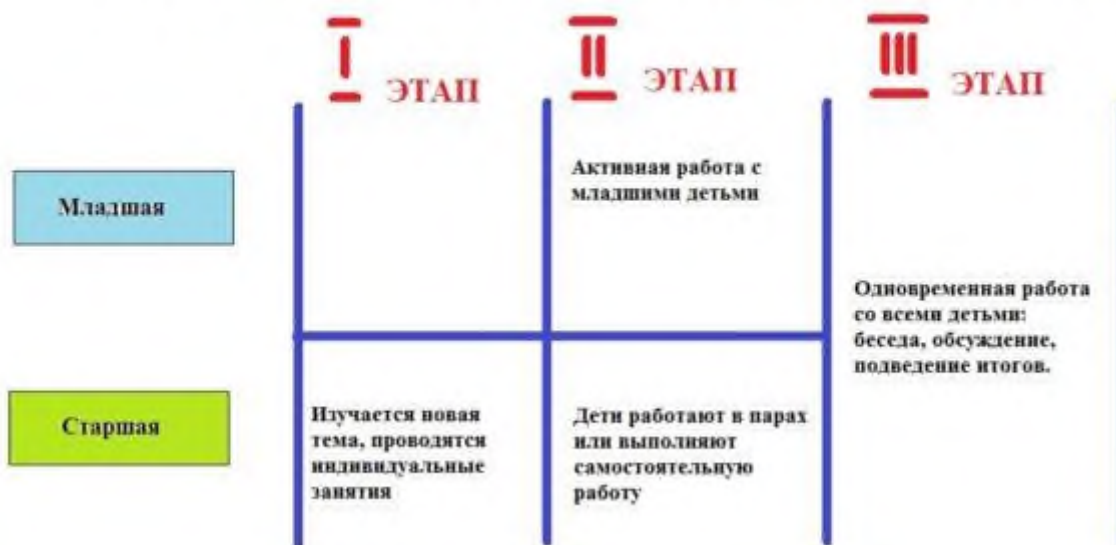 I ЭТАП
II ЭТАП
III ЭТАП
Младшая
Активная работа с
младшими детьми
Одновременная работа
со всеми детьми:
беседа, обсуждение,
подведение итогов.
Старшая
Изучается новая
тема, проводятся
индивидуальные
занятия
Дети работают в парах
или выполняют
самостоятельную
работу